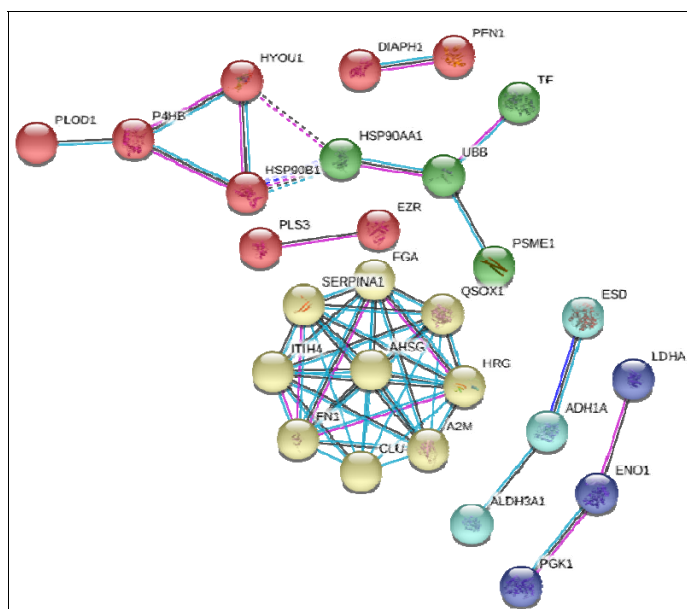 DIAPH1
PFN1
HYOU1
TF
PLOD1
P4HB
HSP90AA1
UBB
HSP90B1
EZR
PLS3
PSME1
FGA
SERPINA1
QSOX1
ESD
ITIH4
AHSG
HRG
LDHA
FN1
A2M
ADH1A
CLU
ENO1
ALDH3A1
PGK1